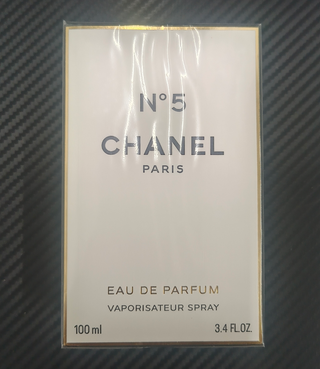 N°5
CHANEL
PARIS
EAU DE PARFUM
VAPORISATEUR SPRAY
100 ml 3.4 FL.OZ.